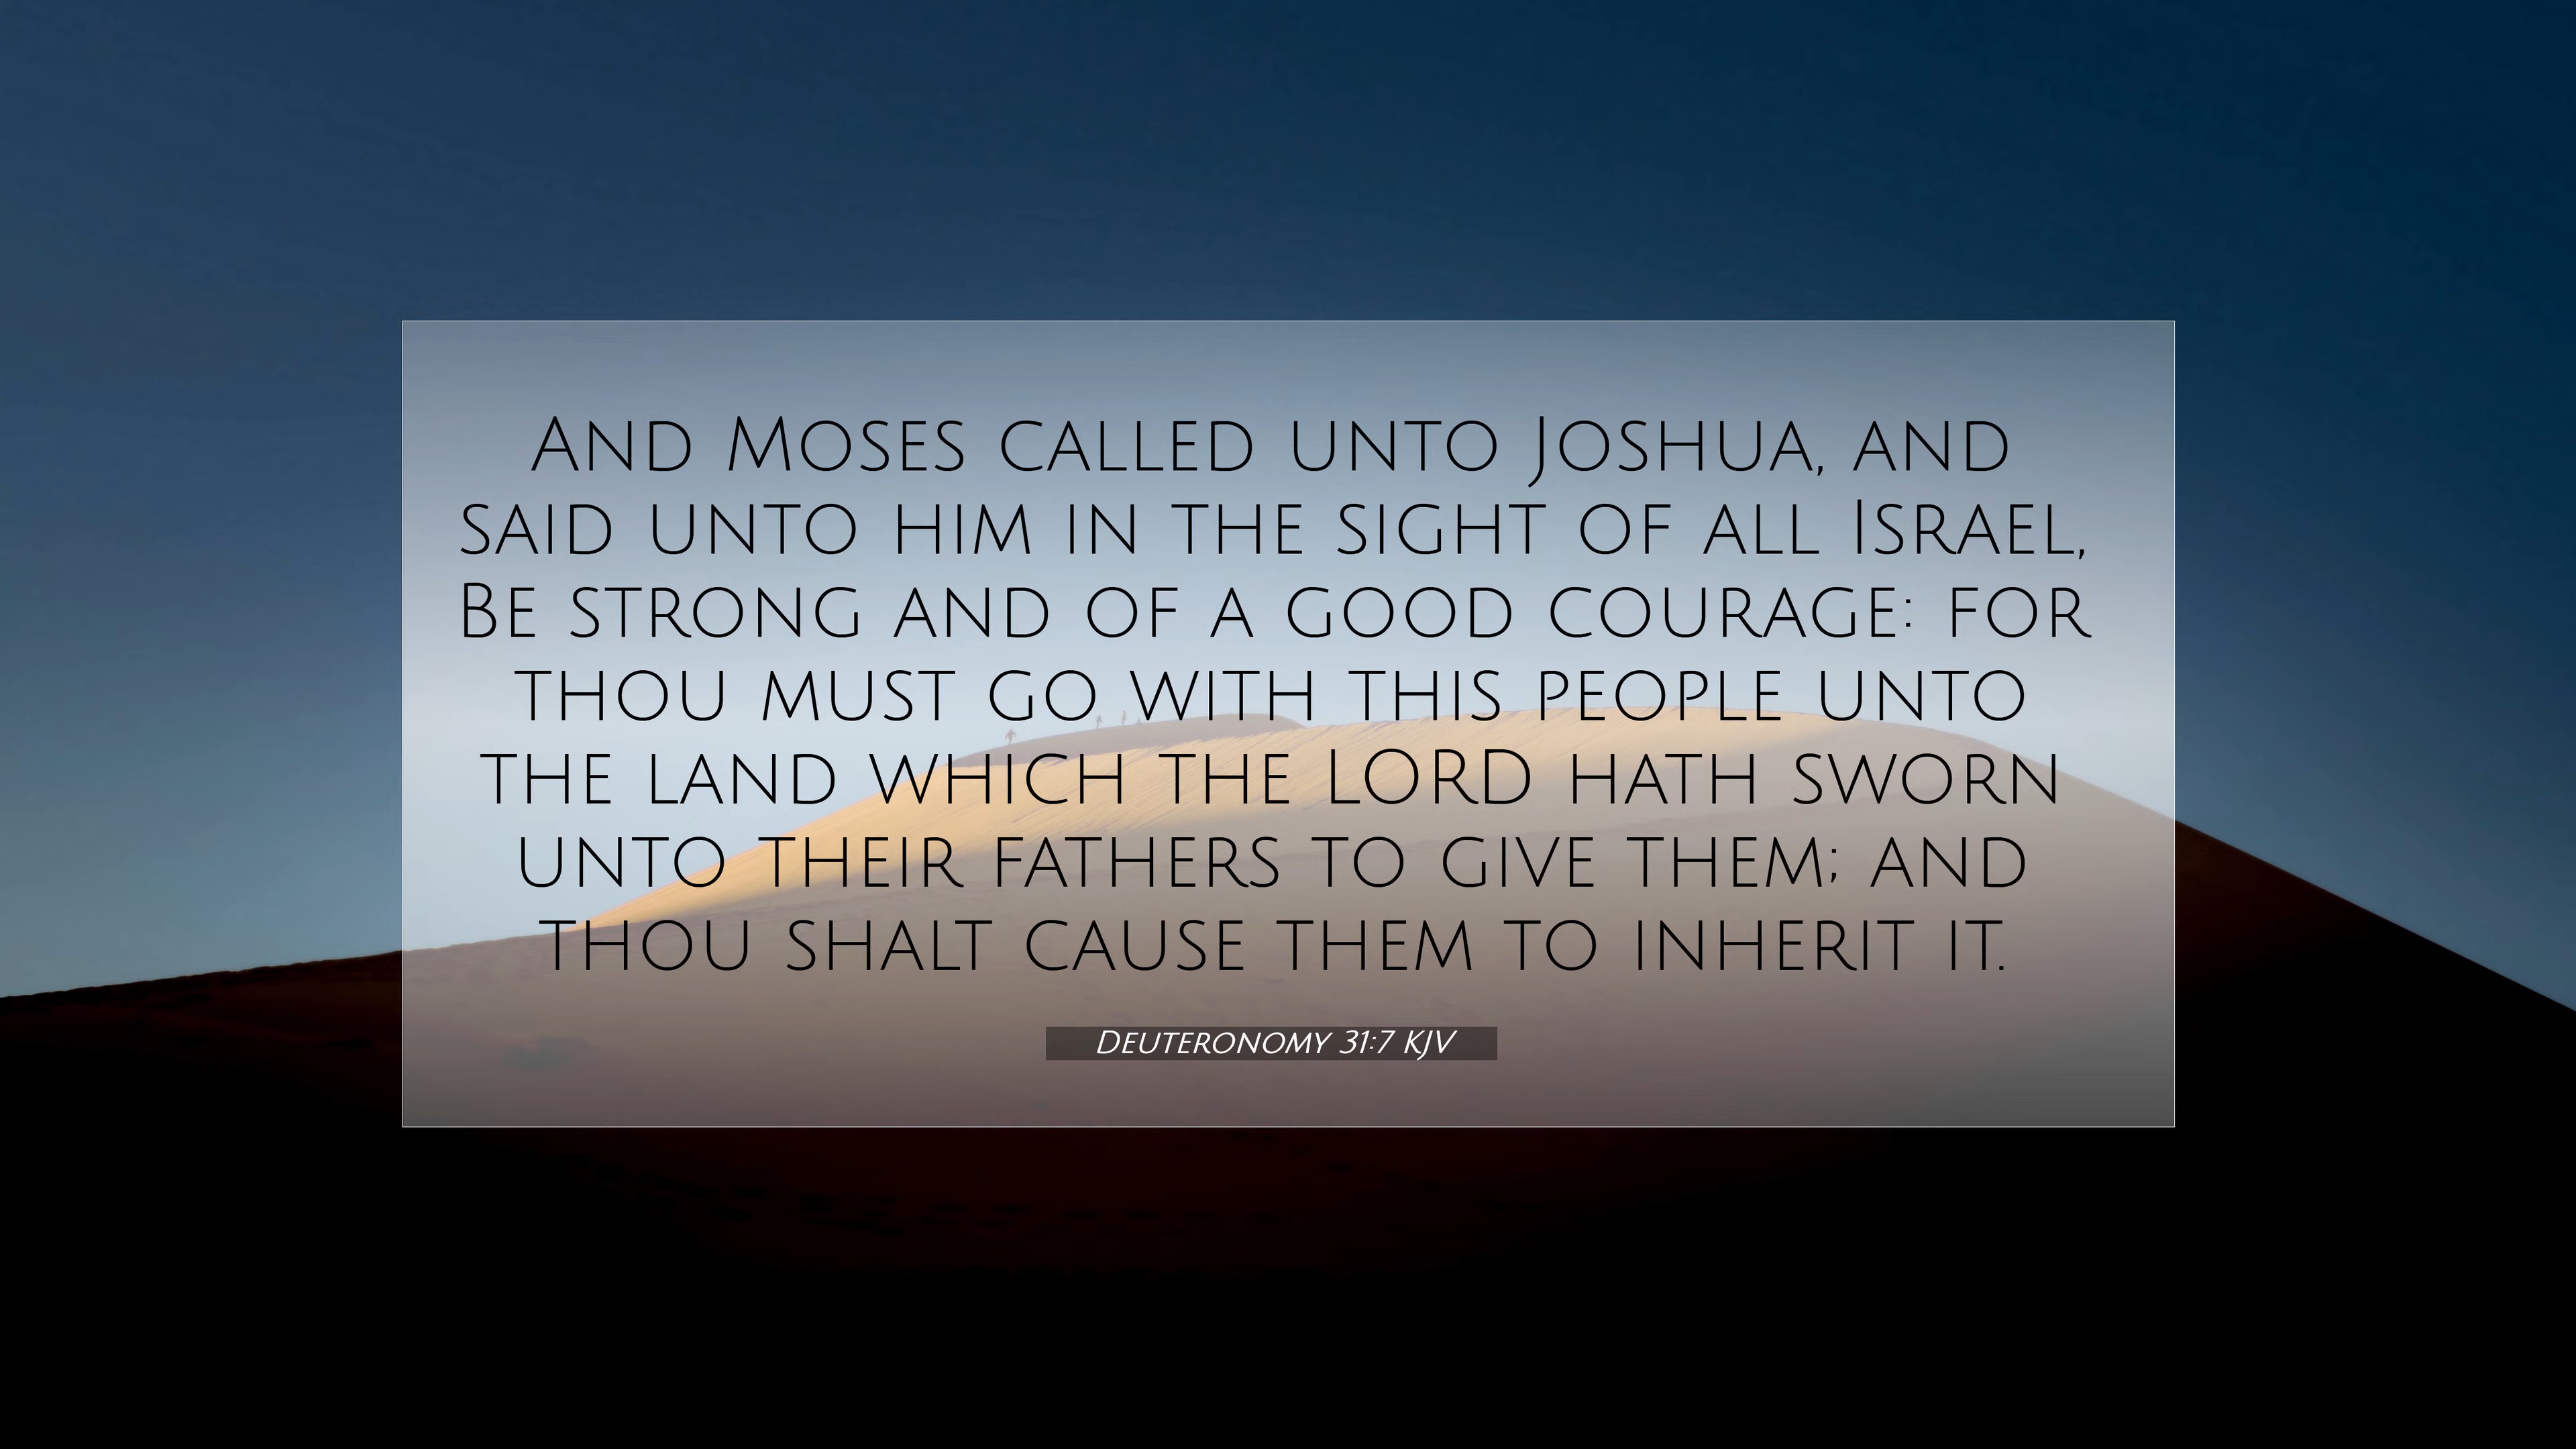 And Moses called unto Joshua, and
said unto him in the sight of all Israel,
Be strong and of a good courage: for
thou must go with this people unto
the land which the LORD hath sworn
unto their fathers to give them; and
thou shalt cause them to inherit it.
Deuteronomy 31:7 KJV